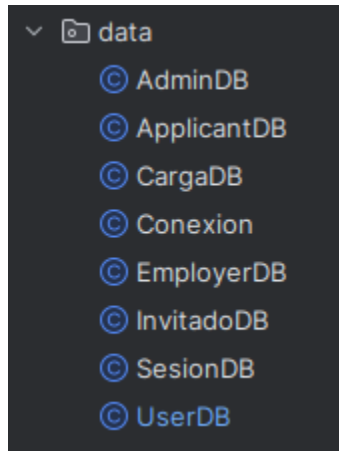 data
AdminDB
ApplicantDB
CargaDB
Conexion
EmployerDB
InvitadoDB
SesionDB
UserDB